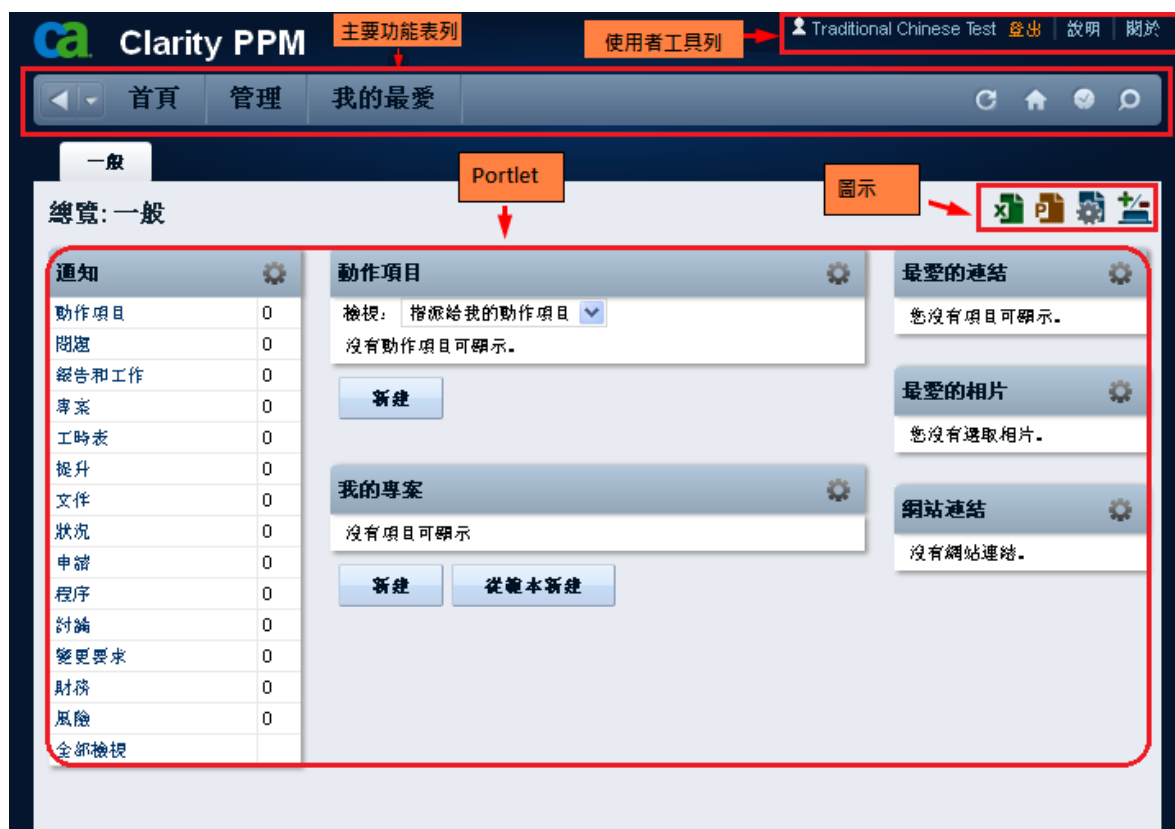 ca Clarity PPM
主要功能表列
使用者工具列
Traditional Chinese Test 登出 | 說明 | 關於
首頁 管理 我的最愛
一般
Portlet
圖示
總覽: 一般
通知
動作項目 0
問題 0
報告和工作 0
專案 0
工時表 0
提升 0
文件 0
狀況 0
申請 0
程序 0
討論 0
變更要求 0
財務 0
風險 0
全部檢視
動作項目
檢視: 指派給我的動作項目
沒有動作項目可顯示。
新建
我的專案
沒有項目可顯示
新建 從範本新建
最愛的連結
您沒有項目可顯示。
最愛的相片
您沒有選取相片。
網站連結
沒有網站連結。